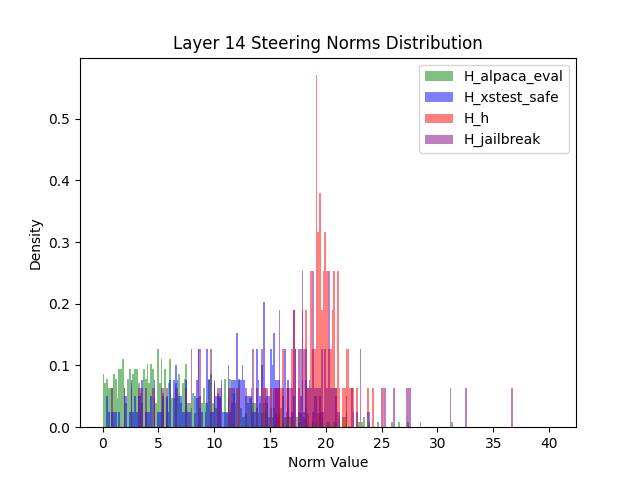 Layer 14 Steering Norms Distribution
H_alpaca_eval
H_xstest_safe
H_h
H_jailbreak
Density
0.5
0.4
0.3
0.2
0.1
0.0
0 5 10 15 20 25 30 35 40
Norm Value